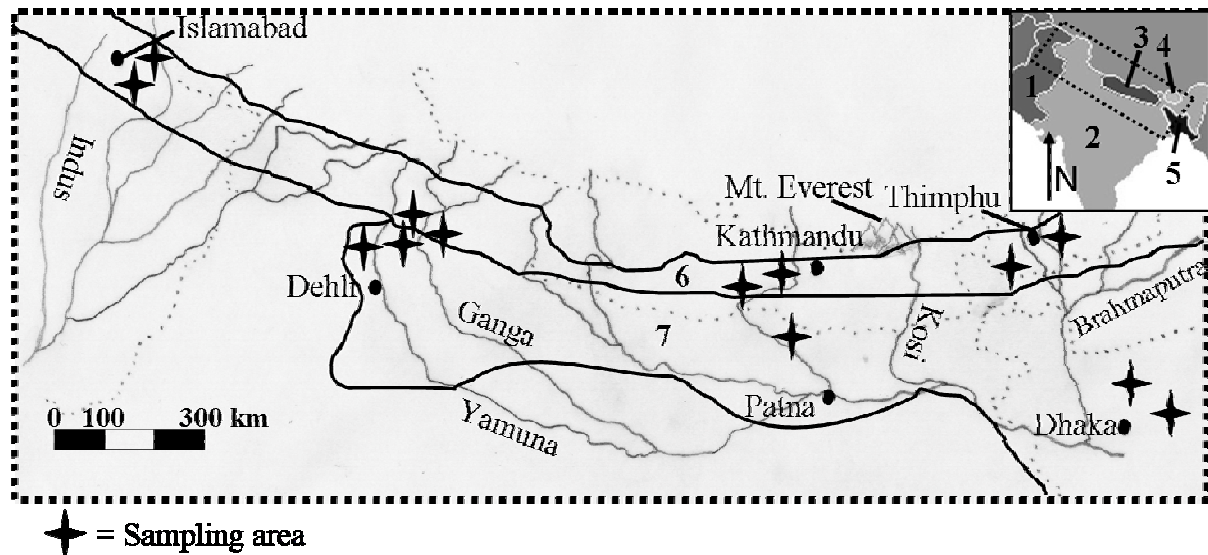 Islamabad
Indus
3 4
1
2
5
N
Mt. Everest
Thimphu
Kathmandu
6
Dehli
Ganga
7
Kosi
Brahmaputra
Yamuna
Patna
Dhaka
0 100 300 km
= Sampling area